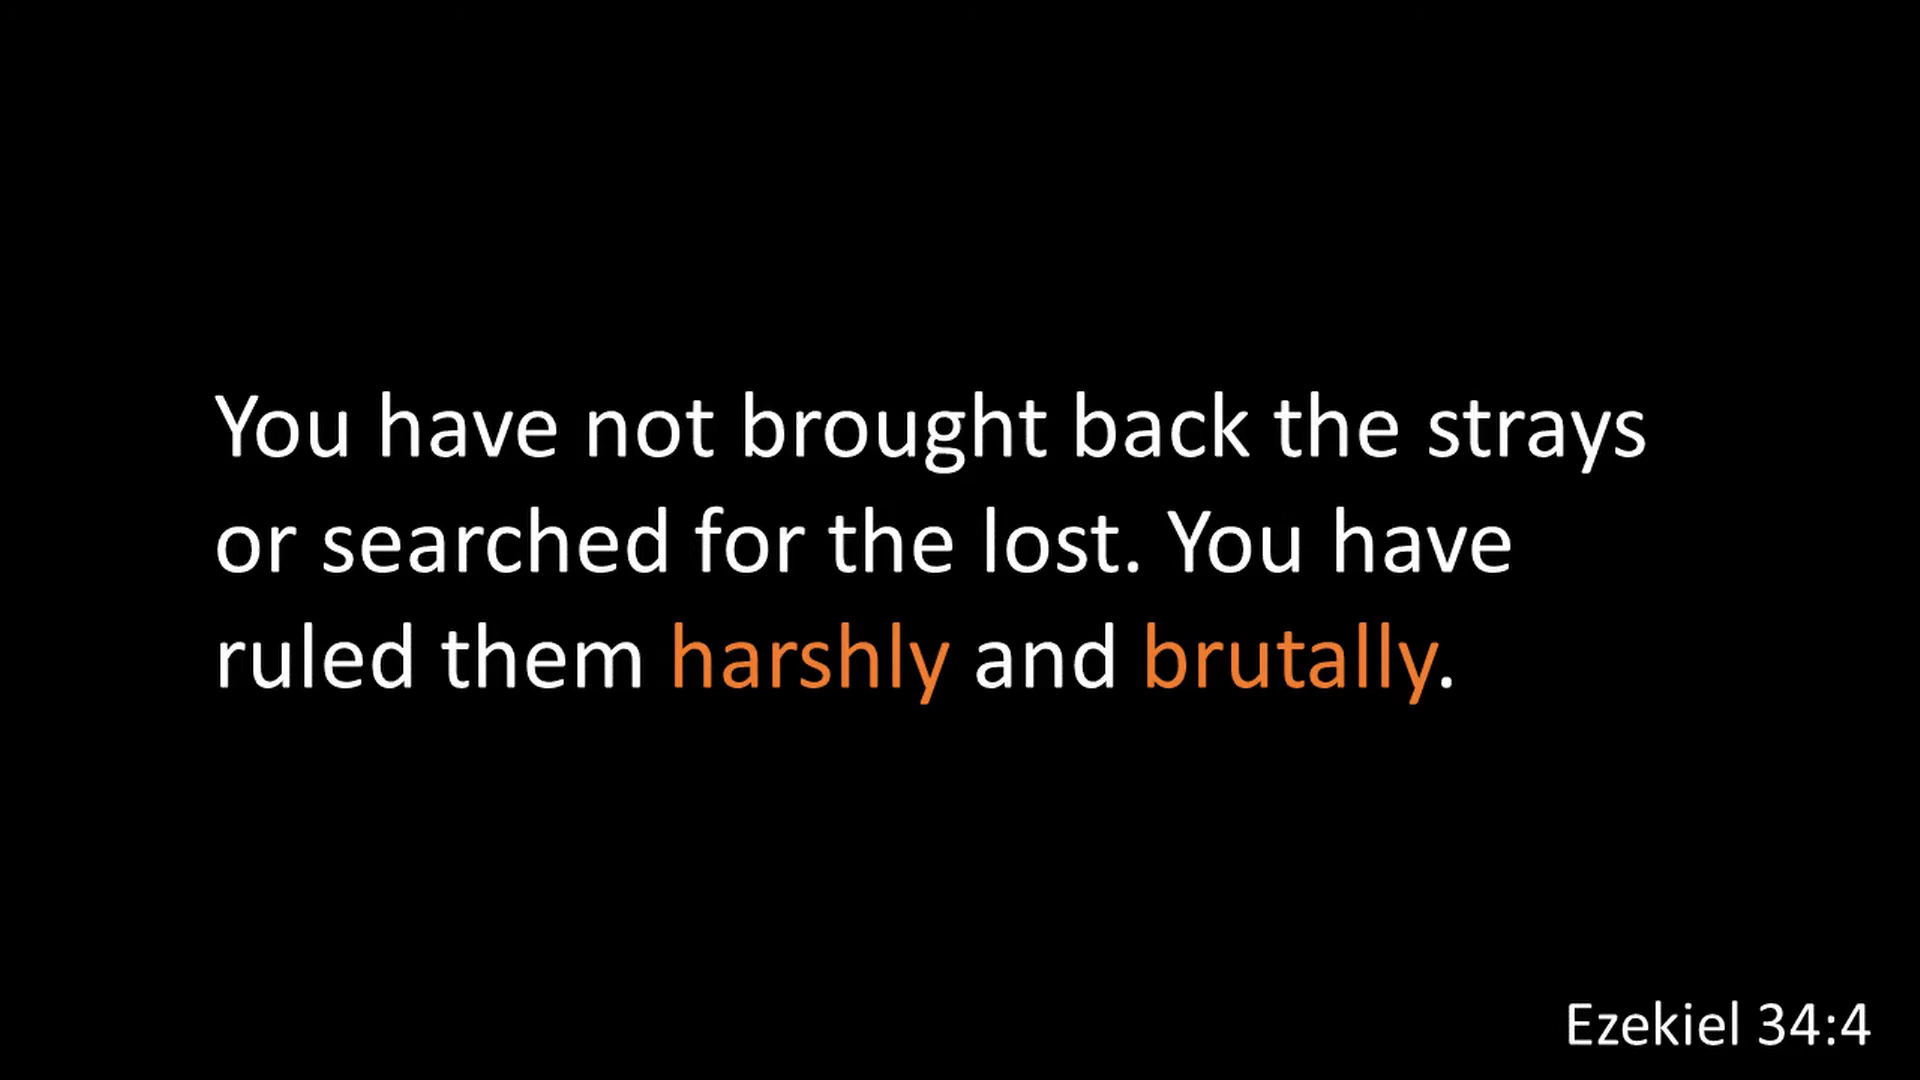 You have not brought back the strays
or searched for the lost. You have
ruled them harshly and brutally.
Ezekiel 34:4